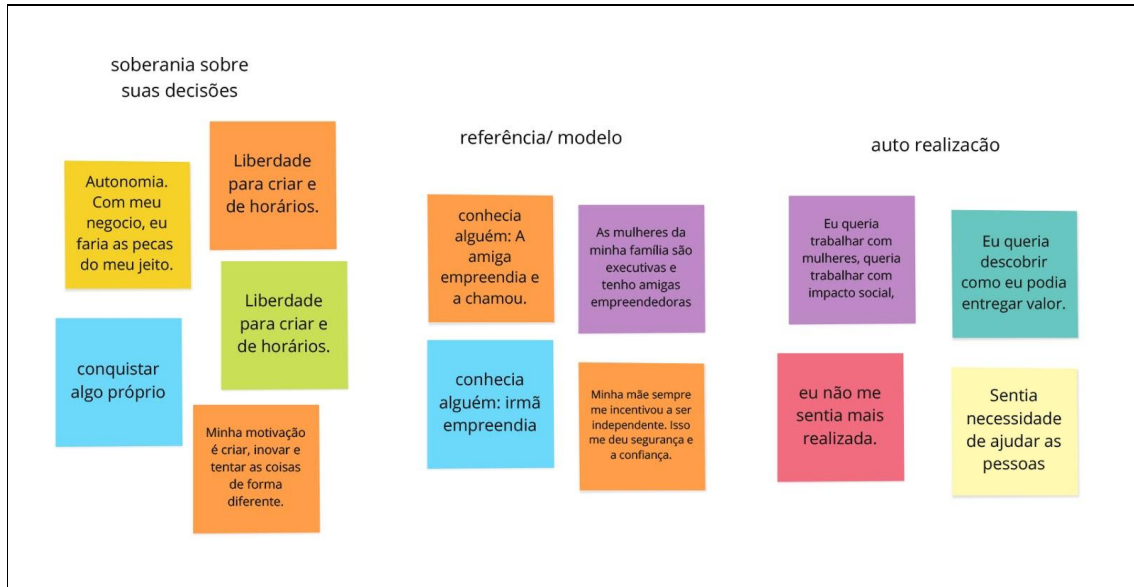 soberania sobre
suas decisões
Autonomia.
Com meu
negocio, eu
faria as pecas
do meu jeito.
Liberdade
para criar e
de horários.
Liberdade
para criar e
de horários.
conquistar
algo próprio
Minha motivação
é criar, inovar e
tentar as coisas
de forma
diferente.
referência/ modelo
conhecia
alguém: A
amiga
empreendia e
a chamou.
As mulheres da
minha família são
executivas e
tenho amigas
empreendedoras
conhecia
alguém: irmã
empreendia
Minha mãe sempre
me incentivou a ser
independente. Isso
me deu segurança e
a confiança.
auto realizacão
Eu queria
trabalhar com
mulheres, queria
trabalhar com
impacto social,
Eu queria
descobrir
como eu podia
entregar valor.
eu não me
sentia mais
realizada.
Sentia
necessidade
de ajudar as
pessoas